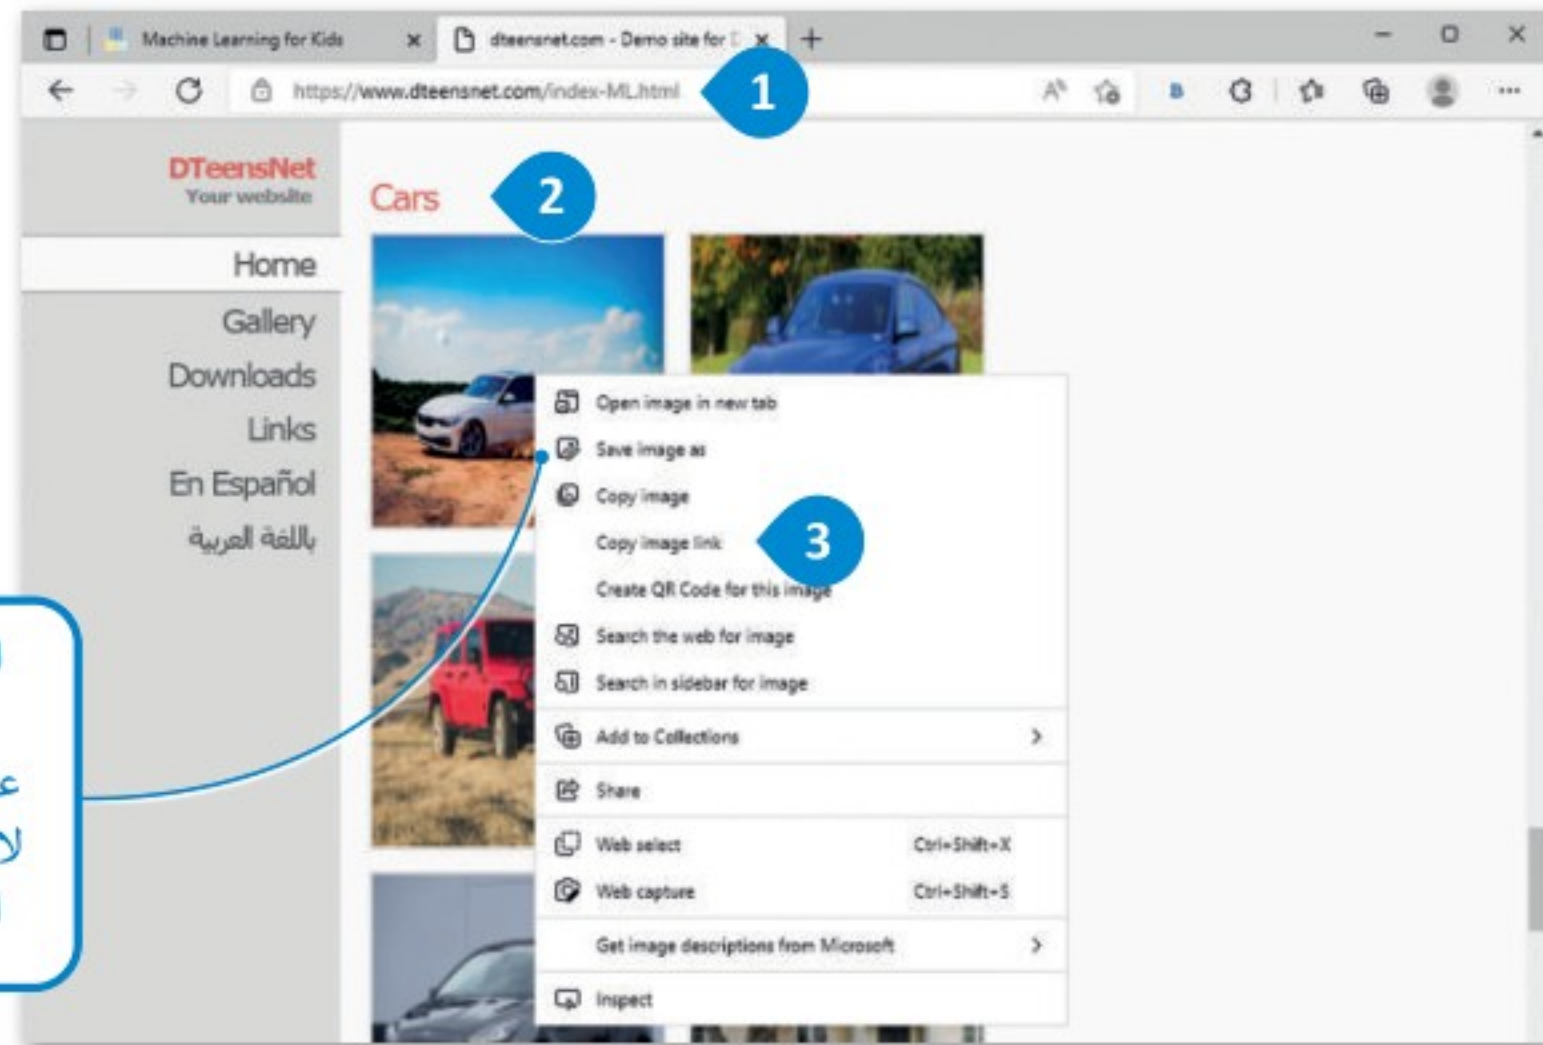 Machine Learning for Kids
dteensnet.com - Demo site for
https://www.dteensnet.com/index-ML.html
1
DTeensNet
Your website
Cars
2
Home
Gallery
Downloads
Links
En Español
باللغة العربية
Open image in new tab
Save image as
Copy image
Copy image link
3
Create QR Code for this image
Search the web for image
Search in sidebar for image
Add to Collections
Share
Web select Ctrl+Shift+X
Web capture Ctrl+Shift+S
Get image descriptions from Microsoft
Inspect